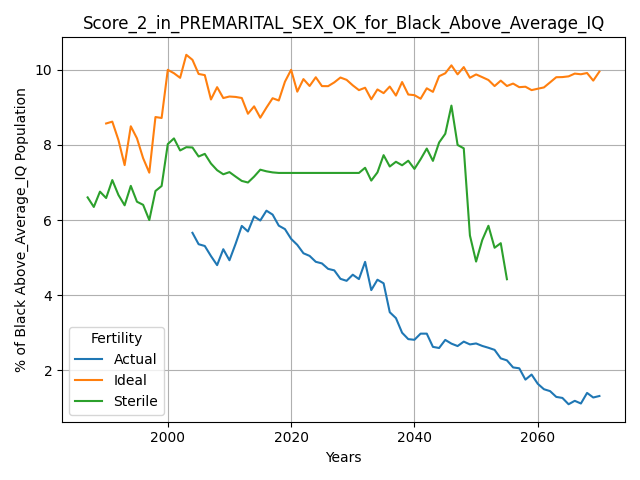 Score_2_in_PREMARITAL_SEX_OK_for_Black_Above_Average_IQ
% of Black Above_Average_IQ Population
10
8
6
4
2
Fertility
Actual
Ideal
Sterile
2000 2020 2040 2060
Years